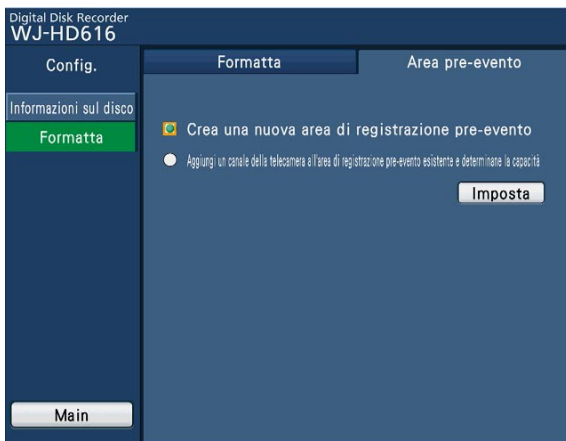 Digital Disk Recorder
WJ-HD616
Config.
Formatta
Area pre-evento
Informazioni sul disco
Formatta
Crea una nuova area di registrazione pre-evento
Aggiungi un canale della telecamera all'area di registrazione pre-evento esistente e determinane la capacità
Imposta
Main